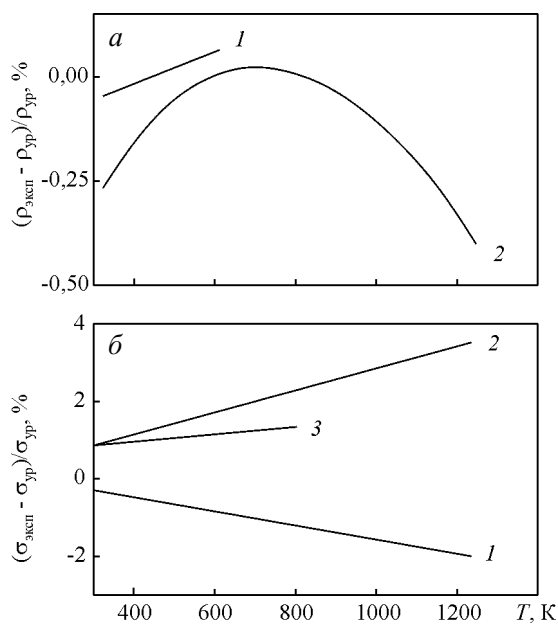 а
1
0,00
-0,25
-0,50
(ρэксп - ρур)/ρур, %
2
б
4
2
0
-2
(σэксп - σур)/σур, %
2
3
1
400 600 800 1000 1200 T, К